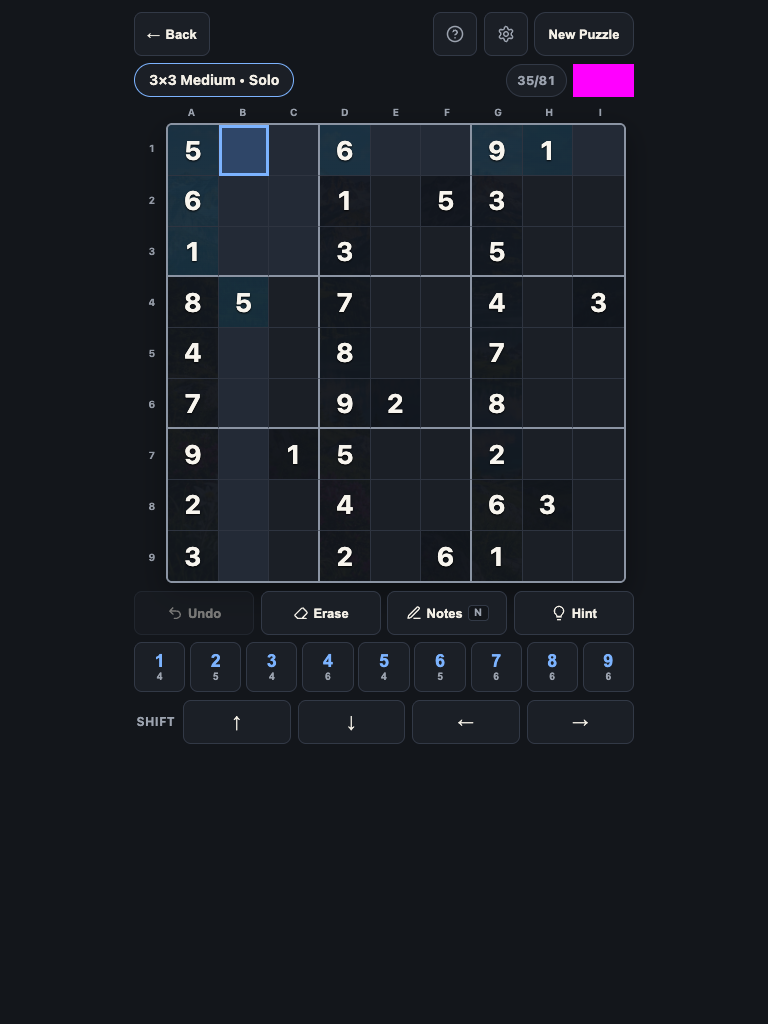 ← Back
New Puzzle
3×3 Medium • Solo
35/81
A B C D E F G H I
1 5 6 9 1
2 6 1 5 3
3 1 3 5
4 8 5 7 4 3
5 4 8 7
6 7 9 2 8
7 9 1 5 2
8 2 4 6 3
9 3 2 6 1
Undo Erase Notes N Hint
1 2 3 4 5 6 7 8 9
4 5 4 6 4 5 6 6 6
SHIFT ↑ ↓ ← →